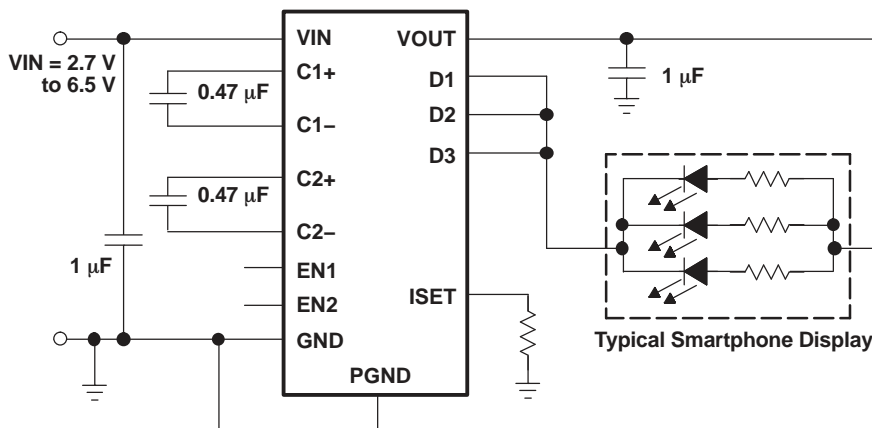 VIN
VOUT
VIN = 2.7 V
to 6.5 V
C1+
0.47 μF
C1−
C2+
0.47 μF
C2−
1 μF
EN1
EN2
GND
PGND
D1
D2
D3
ISET
1 μF
Typical Smartphone Display